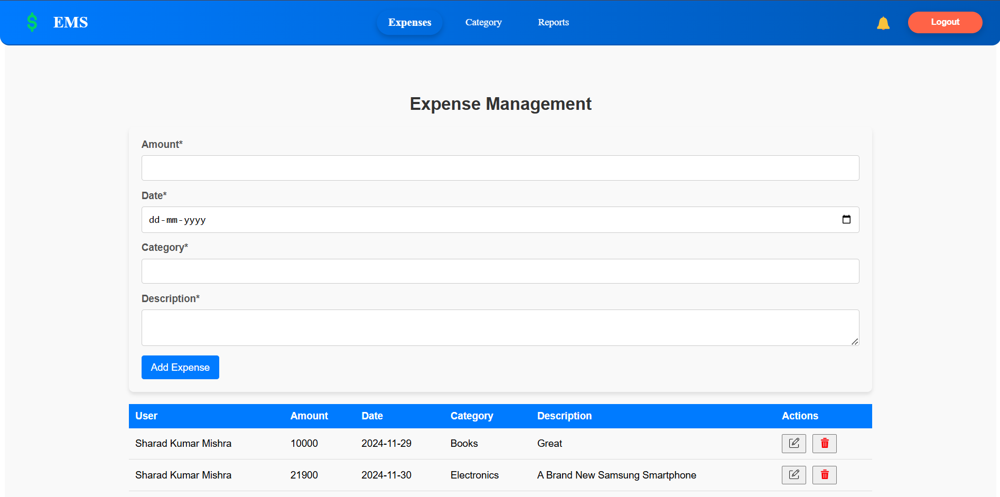 $ EMS Expenses Category Reports Logout
Expense Management
Amount*
Date*
dd-mm-yyyy
Category*
Description*
Add Expense
User Amount Date Category Description Actions
Sharad Kumar Mishra 10000 2024-11-29 Books Great
Sharad Kumar Mishra 21900 2024-11-30 Electronics A Brand New Samsung Smartphone